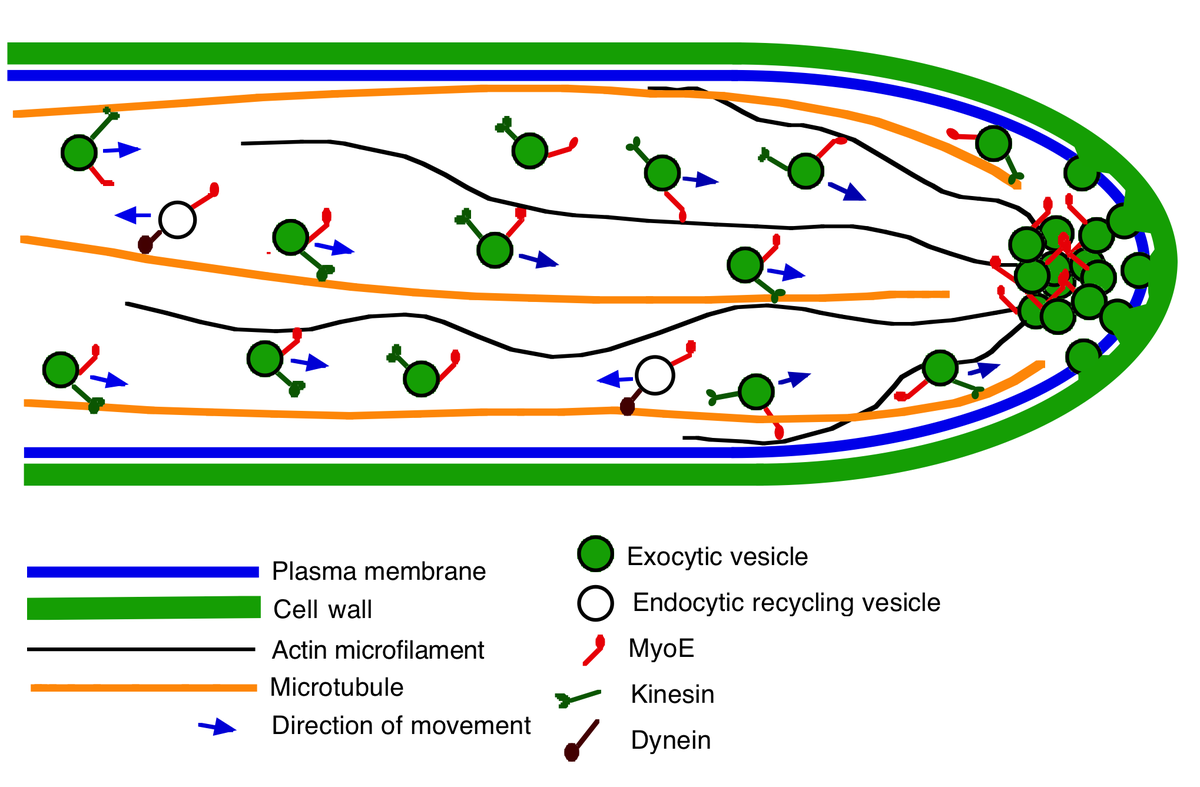 Plasma membrane
Cell wall
Actin microfilament
Microtubule
Direction of movement
Exocytic vesicle
Endocytic recycling vesicle
MyoE
Kinesin
Dynein